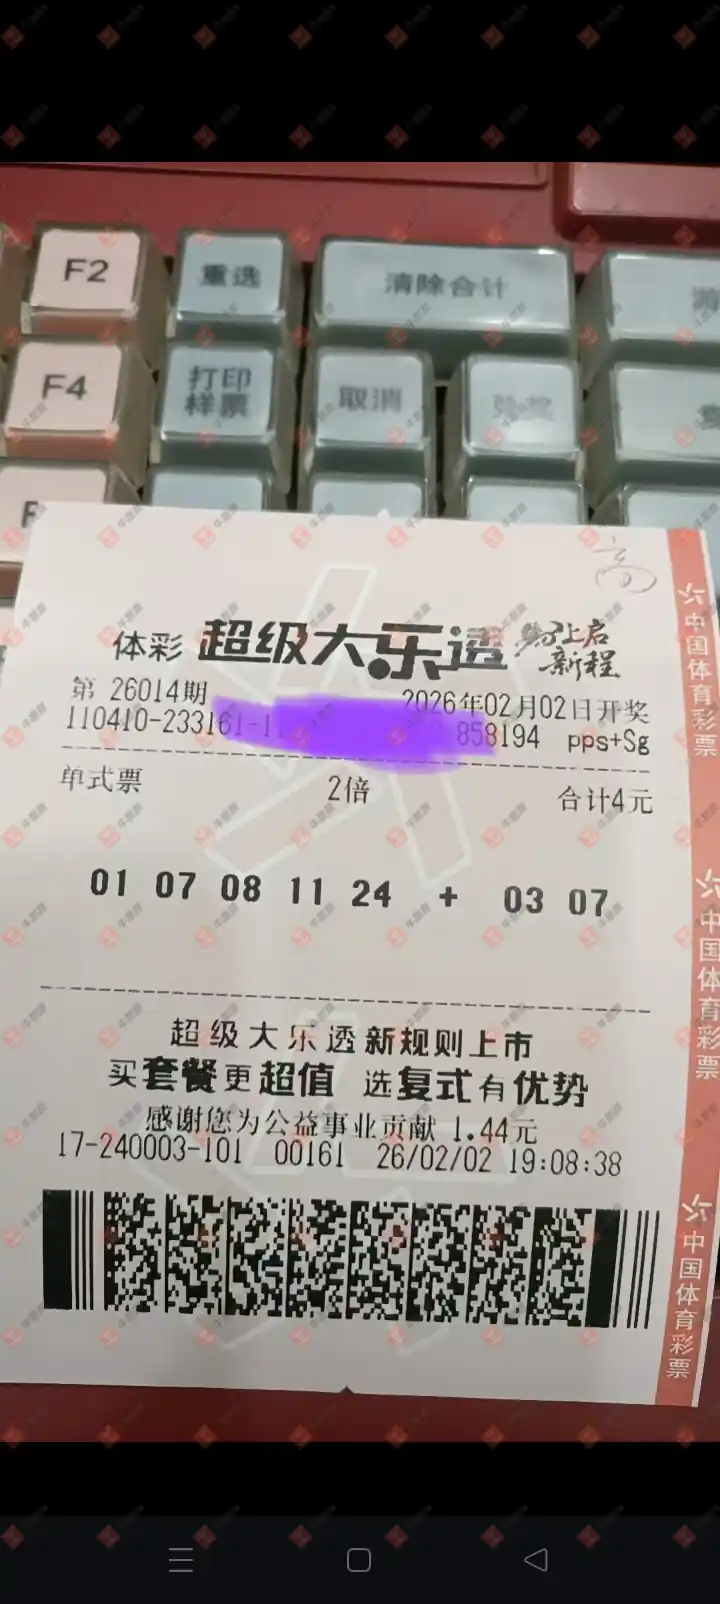 F2
重选
清除合计
F4
打印
样票
取消
体彩 超级大乐透
新程
第 26014期
2026年02月02日开奖
110410-233161-1
858194 pps+Sg
单式票
2倍
合计4元
01 07 08 11 24 + 03 07
超级大乐透新规则上市
买套餐更超值 选复式有优势
感谢您为公益事业贡献 1.44元
17-240003-101 00161 26/02/02 19:08:38
中国体育彩票
中国体育彩票
中国体育彩票